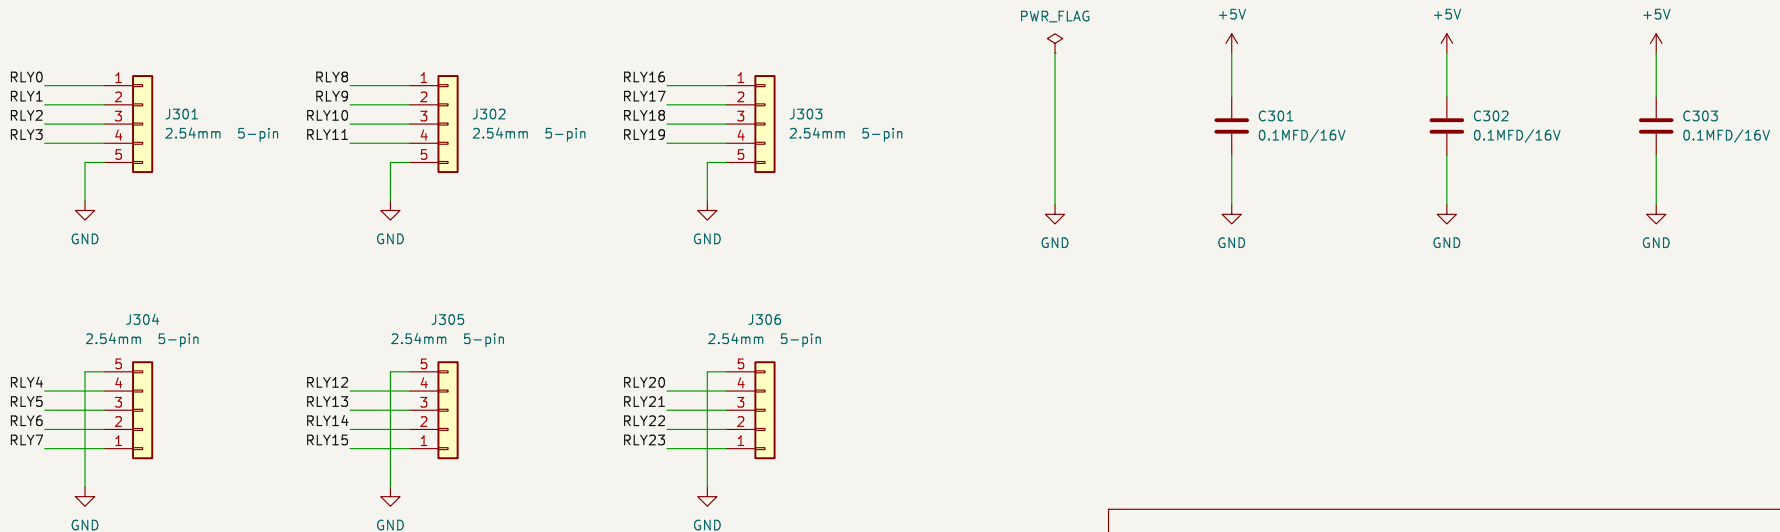 PWR_FLAG
+5V
+5V
+5V
RLY0
RLY1
RLY2
RLY3
1
2
3
4
5
J301
2.54mm  5-pin
GND
RLY8
RLY9
RLY10
RLY11
1
2
3
4
5
J302
2.54mm  5-pin
GND
RLY16
RLY17
RLY18
RLY19
1
2
3
4
5
J303
2.54mm  5-pin
GND
GND
C301
0.1MFD/16V
GND
C302
0.1MFD/16V
GND
C303
0.1MFD/16V
GND
J304
2.54mm  5-pin
5
4
3
2
1
RLY4
RLY5
RLY6
RLY7
GND
J305
2.54mm  5-pin
5
4
3
2
1
RLY12
RLY13
RLY14
RLY15
GND
J306
2.54mm  5-pin
5
4
3
2
1
RLY20
RLY21
RLY22
RLY23
GND